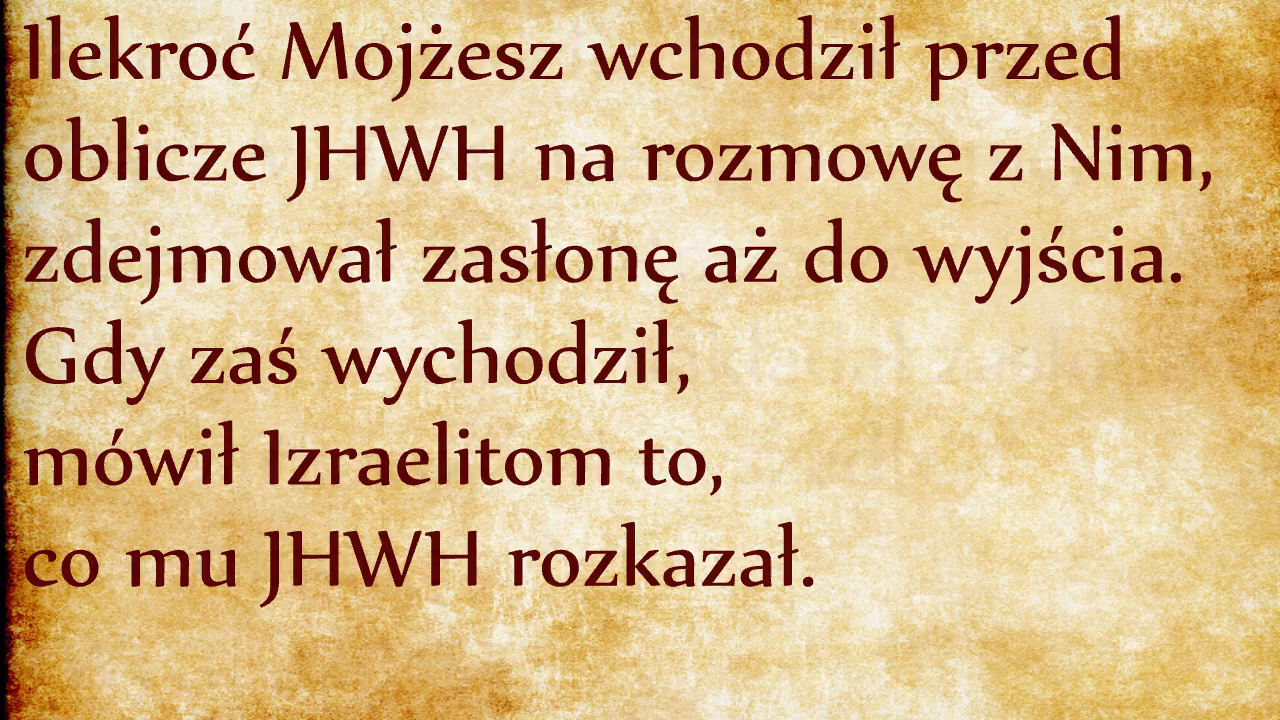 Ilekroć Mojżesz wchodził przed
oblicze JHWH na rozmowę z Nim,
zdejmował zasłonę aż do wyjścia.
Gdy zaś wychodził,
mówił Izraelitom to,
co mu JHWH rozkazał.